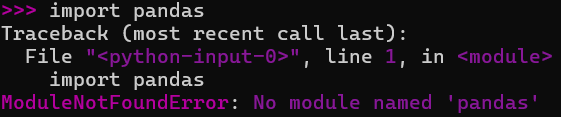 >>> import pandas
Traceback (most recent call last):
  File "<python-input-0>", line 1, in <module>
    import pandas
ModuleNotFoundError: No module named 'pandas'